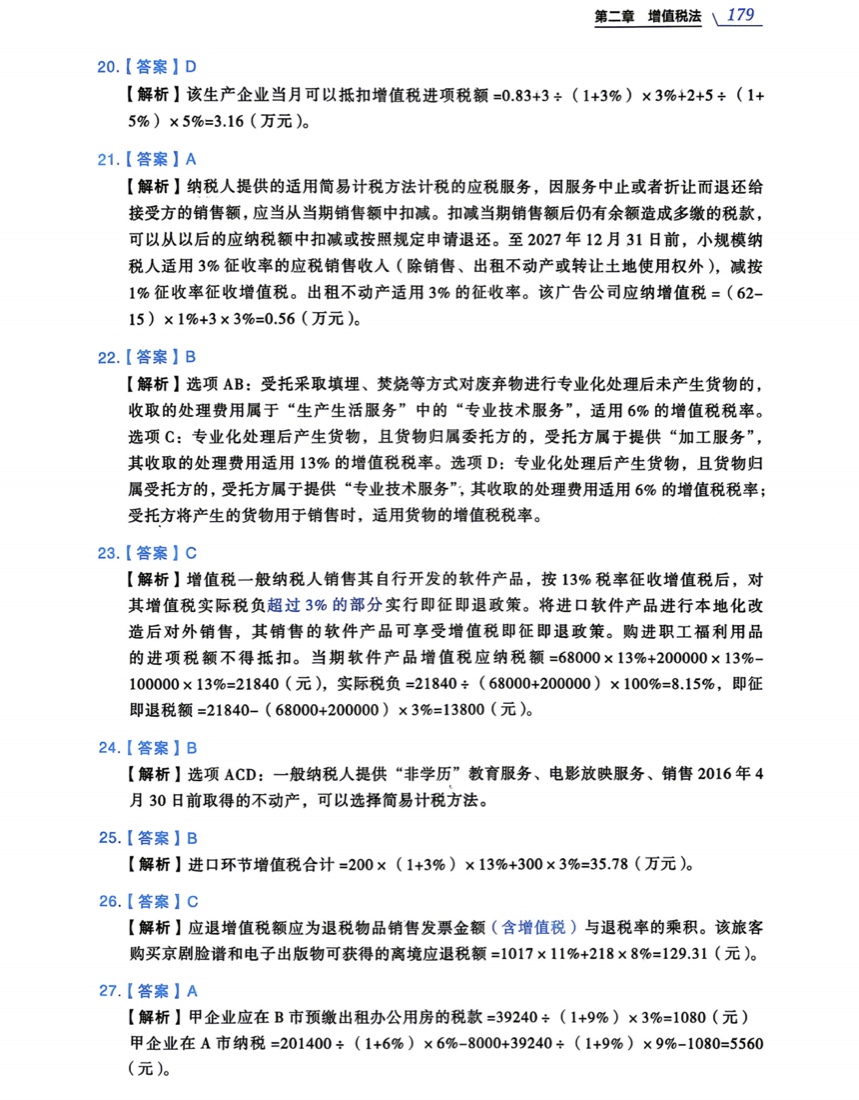 第二章 增值税法 179
20.【答案】D
【解析】该生产企业当月可以抵扣增值税进项税额 =0.83+3÷（1+3%）×3%+2+5÷（1+
5%）×5%=3.16（万元）。
21.【答案】A
【解析】纳税人提供的适用简易计税方法计税的应税服务，因服务中止或者折让而退还给
接受方的销售额，应当从当期销售额中扣减。扣减当期销售额后仍有余额造成多缴的税款，
可以从以后的应纳税额中扣减或按照规定申请退还。至 2027 年 12 月 31 日前，小规模纳
税人适用 3% 征收率的应税销售收人（除销售、出租不动产或转让土地使用权外），减按
1% 征收率征收增值税。出租不动产适用 3% 的征收率。该广告公司应纳增值税 =（62-
15）×1%+3×3%=0.56（万元）。
22.【答案】B
【解析】选项 AB：受托采取填埋、焚烧等方式对废弃物进行专业化处理后未产生货物的，
收取的处理费用属于“生产生活服务”中的“专业技术服务”，适用 6% 的增值税税率。
选项 C：专业化处理后产生货物，且货物归属委托方的，受托方属于提供“加工服务”，
其收取的处理费用适用 13% 的增值税税率。选项 D：专业化处理后产生货物，且货物归
属受托方的，受托方属于提供“专业技术服务”，其收取的处理费用适用 6% 的增值税税率；
受托方将产生的货物用于销售时，适用货物的增值税税率。
23.【答案】C
【解析】增值税一般纳税人销售其自行开发的软件产品，按 13% 税率征收增值税后，对
其增值税实际税负超过 3% 的部分实行即征即退政策。将进口软件产品进行本地化改
造后对外销售，其销售的软件产品可享受增值税即征即退政策。购进职工福利用品
的进项税额不得抵扣。当期软件产品增值税应纳税额 =68000×13%+200000×13%-
100000×13%=21840（元），实际税负 =21840÷（68000+200000）×100%=8.15%，即征
即退税额 =21840-（68000+200000）×3%=13800（元）。
24.【答案】B
【解析】选项 ACD：一般纳税人提供“非学历”教育服务、电影放映服务、销售 2016 年 4
月 30 日前取得的不动产，可以选择简易计税方法。
25.【答案】B
【解析】进口环节增值税合计 =200×（1+3%）×13%+300×3%=35.78（万元）。
26.【答案】C
【解析】应退增值税额应为退税物品销售发票金额（含增值税）与退税率的乘积。该旅客
购买京剧脸谱和电子出版物可获得的离境应退税额 =1017×11%+218×8%=129.31（元）。
27.【答案】A
【解析】甲企业应在 B 市预缴出租办公用房的税款 =39240÷（1+9%）×3%=1080（元）
甲企业在 A 市纳税 =201400÷（1+6%）×6%-8000+39240÷（1+9%）×9%-1080=5560
（元）。